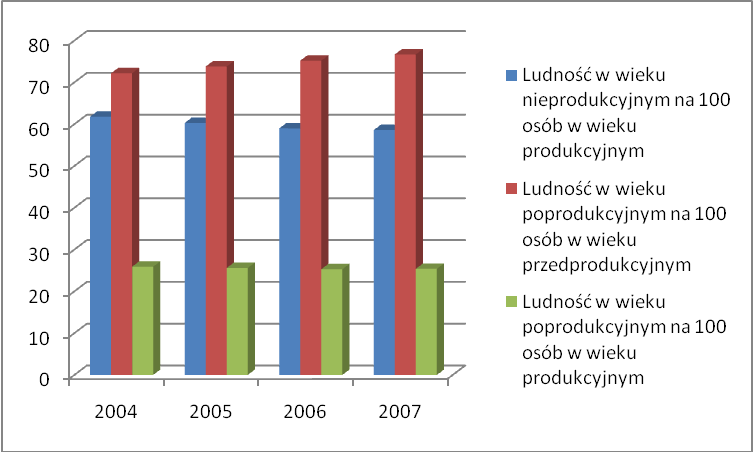 80
70
60
50
40
30
20
10
0
2004 2005 2006 2007
Ludność w wieku
nieprodukcyjnym na 100
osób w wieku
produkcyjnym
Ludność w wieku
poprodukcyjnym na 100
osób w wieku
przedprodukcyjnym
Ludność w wieku
poprodukcyjnym na 100
osób w wieku
produkcyjnym